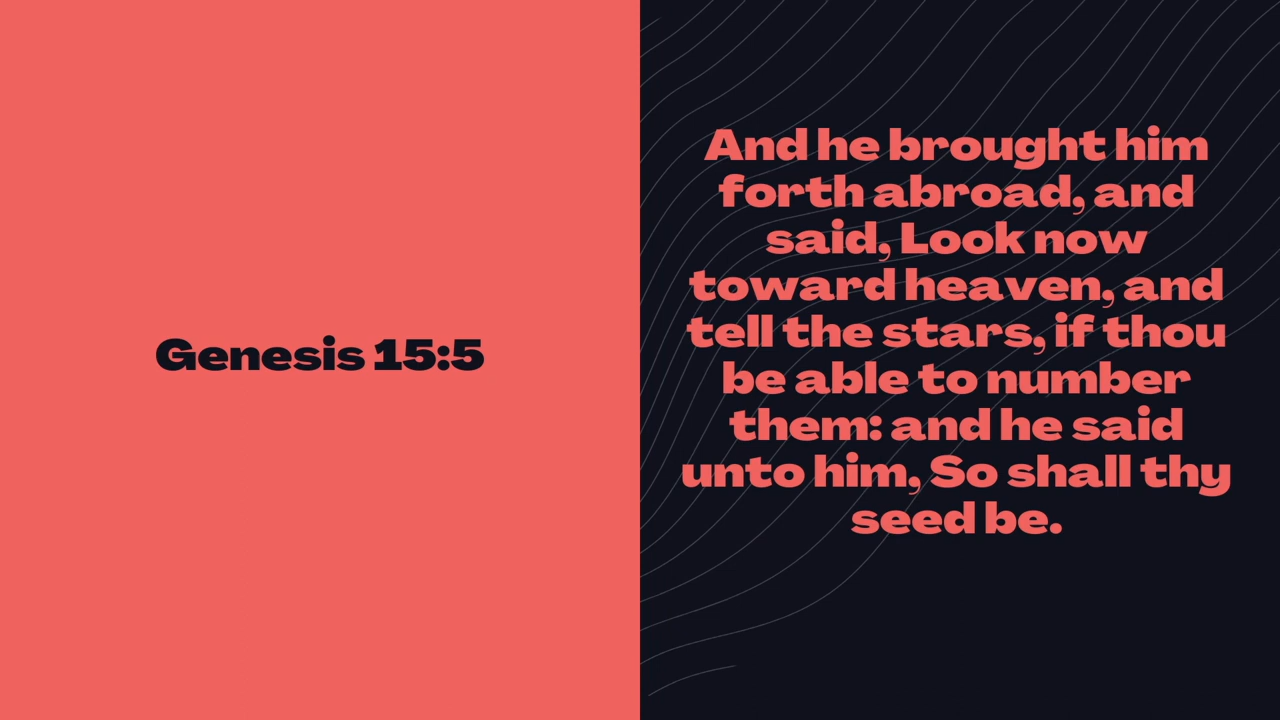 Genesis 15:5
And he brought him
forth abroad, and
said, Look now
toward heaven, and
tell the stars, if thou
be able to number
them: and he said
unto him, So shall thy
seed be.